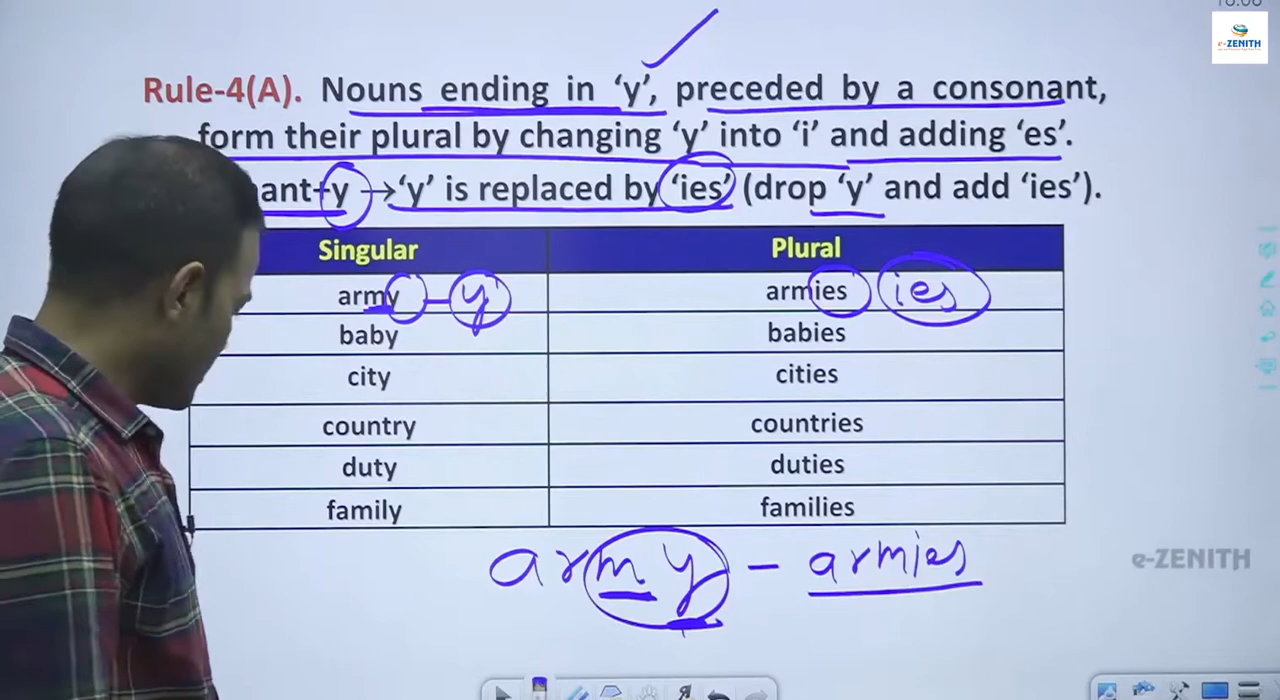 e-ZENITH
Rule-4(A). Nouns ending in ‘y’, preceded by a consonant,
form their plural by changing ‘y’ into ‘i’ and adding ‘es’.
ant+y →‘y’ is replaced by ‘ies’ (drop ‘y’ and add ‘ies’).
Singular Plural
army – y armies ies
baby babies
city cities
country countries
duty duties
family families
army – armies
e-ZENITH